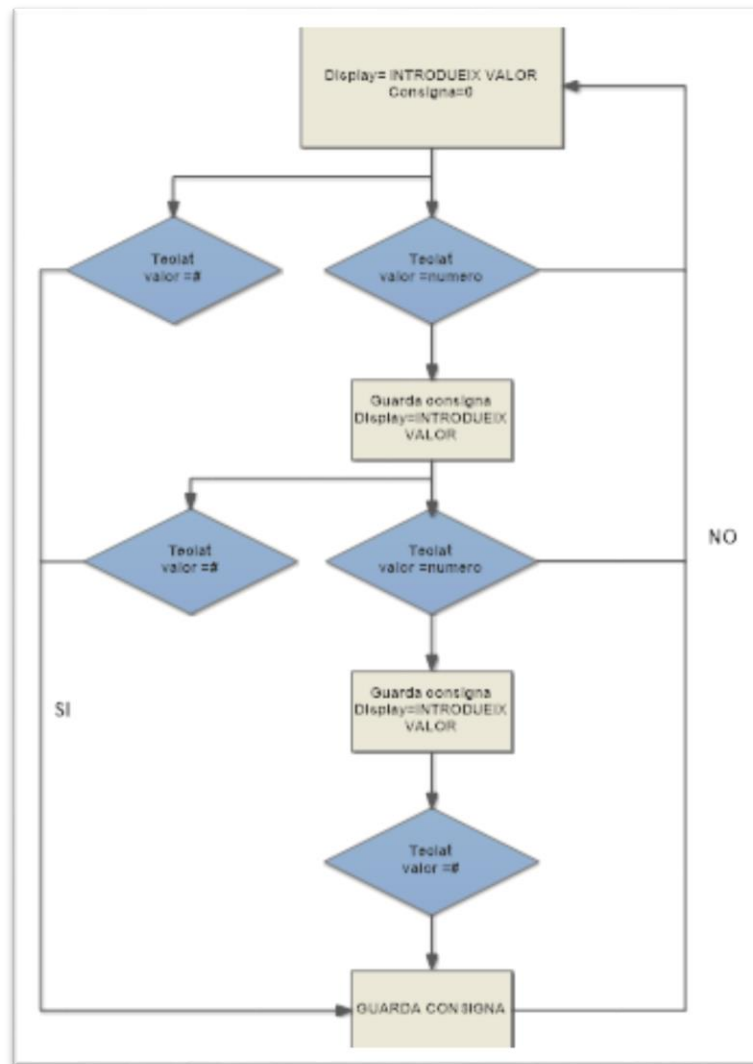 Display= INTRODUEIX VALOR
Consigna=0
Teclat
valor =#
Teclat
valor =numero
Guarda consigna
Display=INTRODUEIX
VALOR
Teclat
valor =#
Teclat
valor =numero
NO
Guarda consigna
Display=INTRODUEIX
VALOR
SI
Teclat
valor =#
GUARDA CONSIGNA